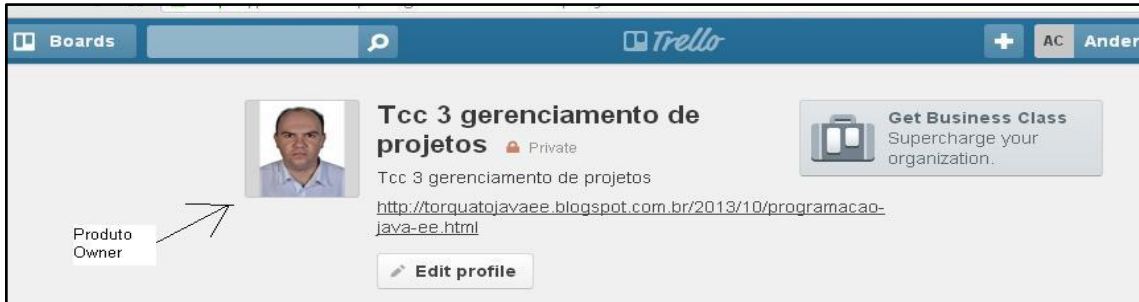 Boards
Trello
AC Ander
Tcc 3 gerenciamento de
projetos Private
Tcc 3 gerenciamento de projetos
http://torquatojavaee.blogspot.com.br/2013/10/programacao-
java-ee.html
Edit profile
Get Business Class
Supercharge your
organization.
Produto
Owner